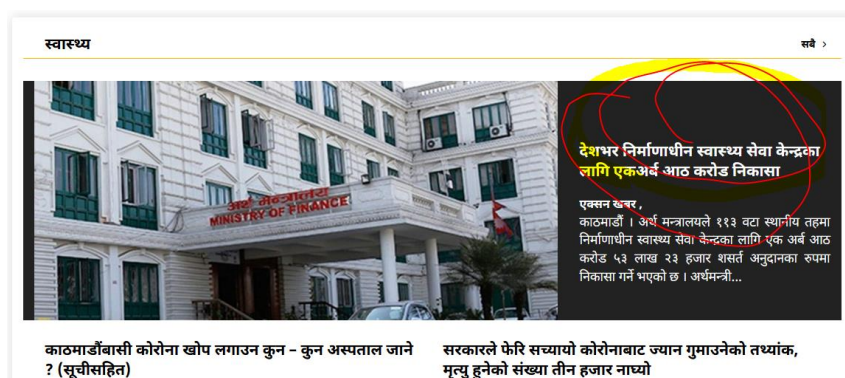 स्वास्थ्य
सबै >
अर्थ मन्त्रालय
MINISTRY OF FINANCE
देशभर निर्माणाधीन स्वास्थ्य सेवा केन्द्रका
लागि एकअर्ब आठ करोड निकासा
एक्सन खबर ,
काठमाडौं । अर्थ मन्त्रालयले ११३ वटा स्थानीय तहमा
निर्माणाधीन स्वास्थ्य सेवा केन्द्रका लागि एक अर्ब आठ
करोड ५३ लाख २३ हजार शसर्त अनुदानका रुपमा
निकासा गर्ने भएको छ । अर्थमन्त्री...
काठमाडौंबासी कोरोना खोप लगाउन कुन – कुन अस्पताल जाने
? (सूचीसहित)
सरकारले फेरि सच्यायो कोरोनाबाट ज्यान गुमाउनेको तथ्यांक,
मृत्यु हुनेको संख्या तीन हजार नाघ्यो